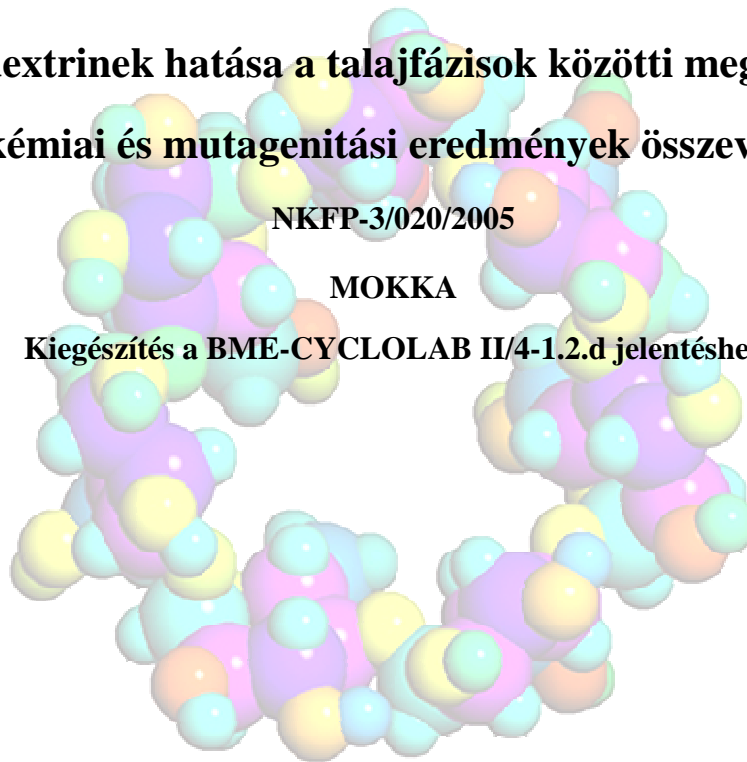 dextrinek hatása a talajfázisok közötti meg
kémiai és mutagenitási eredmények összev
NKFP-3/020/2005
MOKKA
Kiegészítés a BME-CYCLOLAB II/4-1.2.d jelentéshe